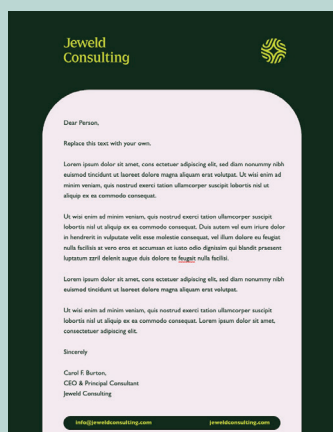 Jeweld
Consulting
Dear Person,
Replace this text with your own.
Lorem ipsum dolor sit amet, cons ectetuer adipiscing elit, sed diam nonummy nibh
euismod tincidunt ut laoreet dolore magna aliquam erat volutpat. Ut wisi enim ad
minim veniam, quis nostrud exerci tation ullamcorper suscipit lobortis nisl ut
aliquip ex ea commodo consequat.
Ut wisi enim ad minim veniam, quis nostrud exerci tation ullamcorper suscipit
lobortis nisl ut aliquip ex ea commodo consequat. Duis autem vel eum iriure dolor
in hendrerit in vulputate velit esse molestie consequat, vel illum dolore eu feugiat
nulla facilisis at vero eros et accumsan et iusto odio dignissim qui blandit praesent
luptatum zzril delenit augue duis dolore te feugait nulla facilisi.
Lorem ipsum dolor sit amet, cons ectetuer adipiscing elit, sed diam nonummy nibh
euismod tincidunt ut laoreet dolore magna aliquam erat volutpat.
Ut wisi enim ad minim veniam, quis nostrud exerci tation ullamcorper suscipit
lobortis nisl ut aliquip ex ea commodo consequat. Lorem ipsum dolor sit amet,
consectetuer adipiscing elit.
Sincerely
Carol F. Burton,
CEO & Principal Consultant
Jeweld Consulting
info@jeweldconsulting.com jeweldconsulting.com